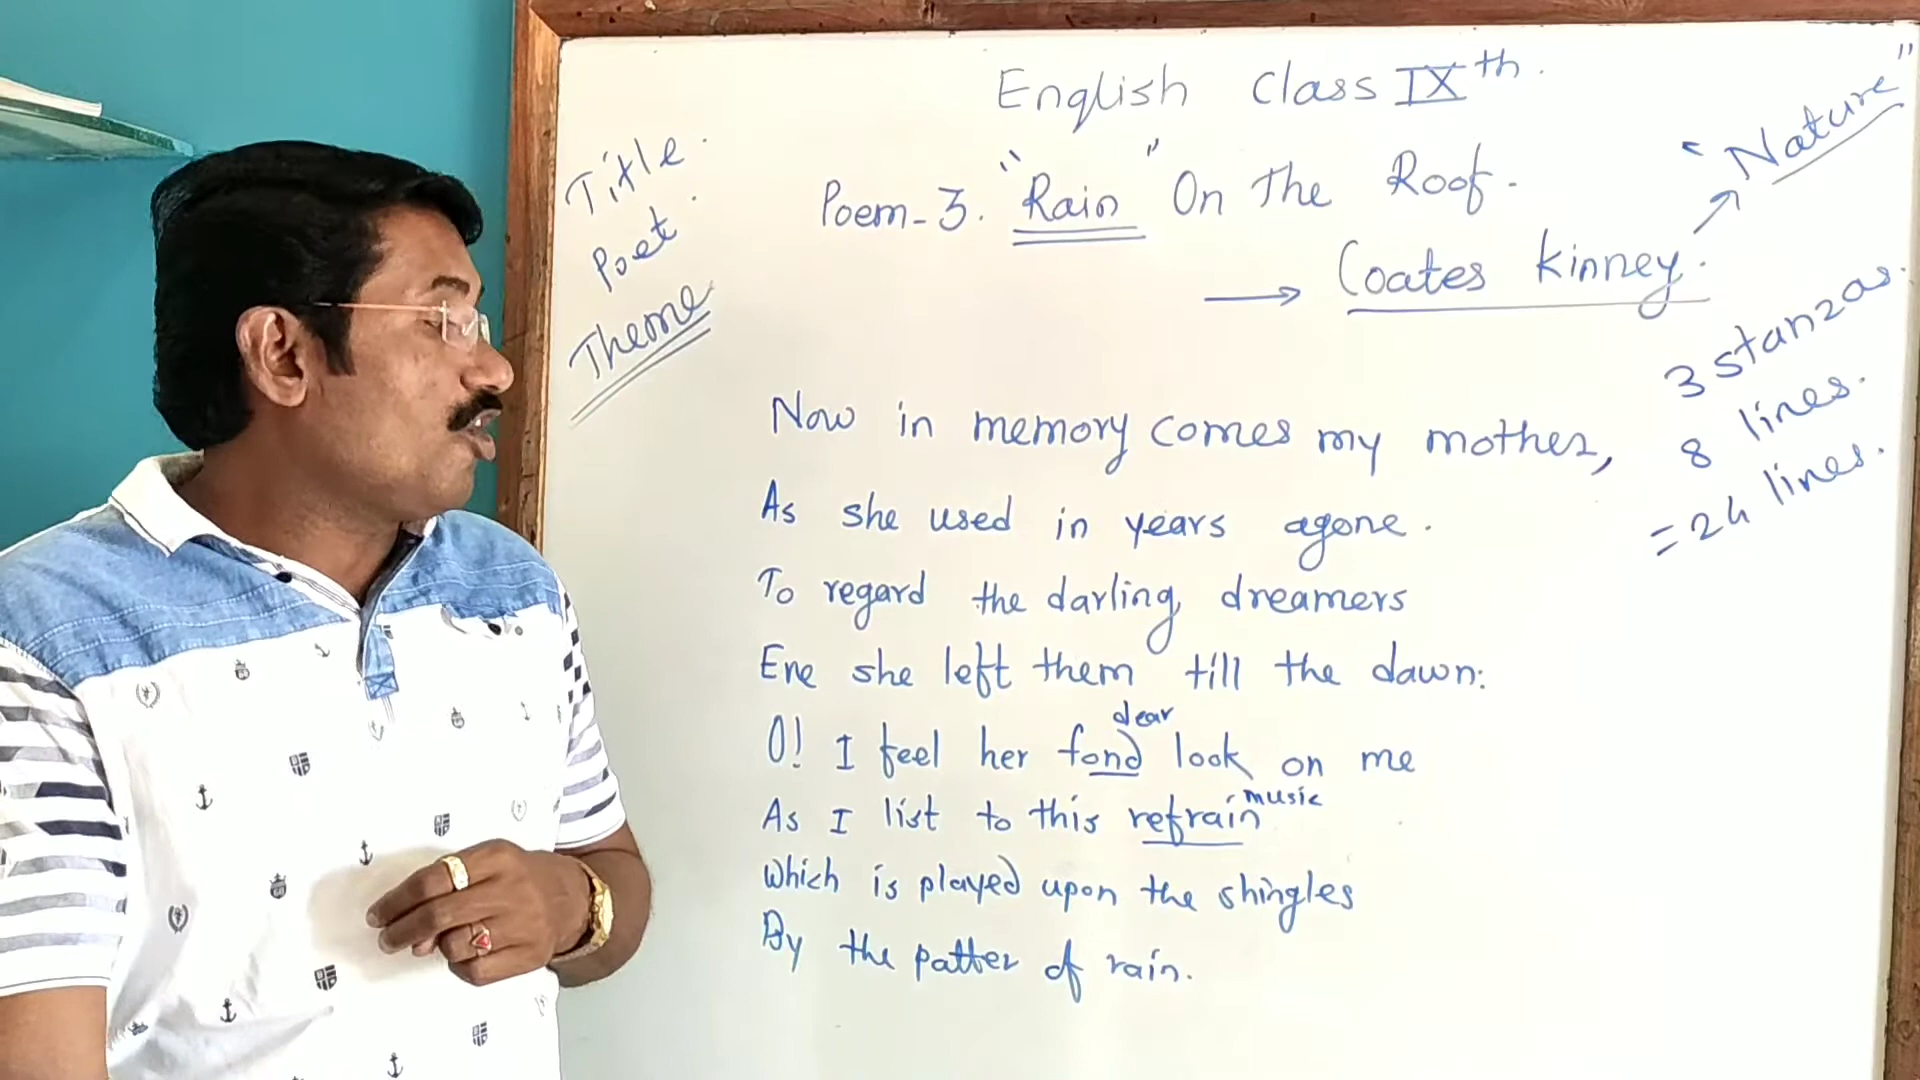 English Class IXth.
Title.
Poet.
Theme
Poem-3. "Rain" On The Roof.
→ Coates Kinney.
"Nature"
3 stanzas.
8 lines.
= 24 lines.
Now in memory comes my mother,
As she used in years agone.
To regard the darling dreamers
Ere she left them till the dawn:
dear
O! I feel her fond look on me
music
As I list to this refrain
Which is played upon the shingles
By the patter of rain.